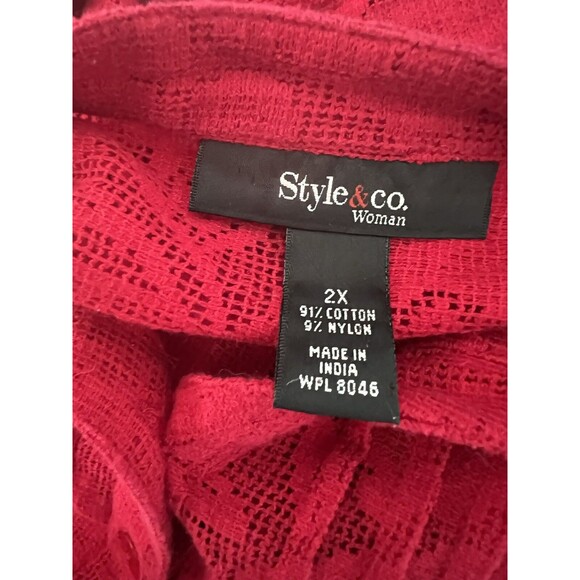 Style&co.
Woman
2X
91% COTTON
9% NYLON
MADE IN
INDIA
WPL 8046